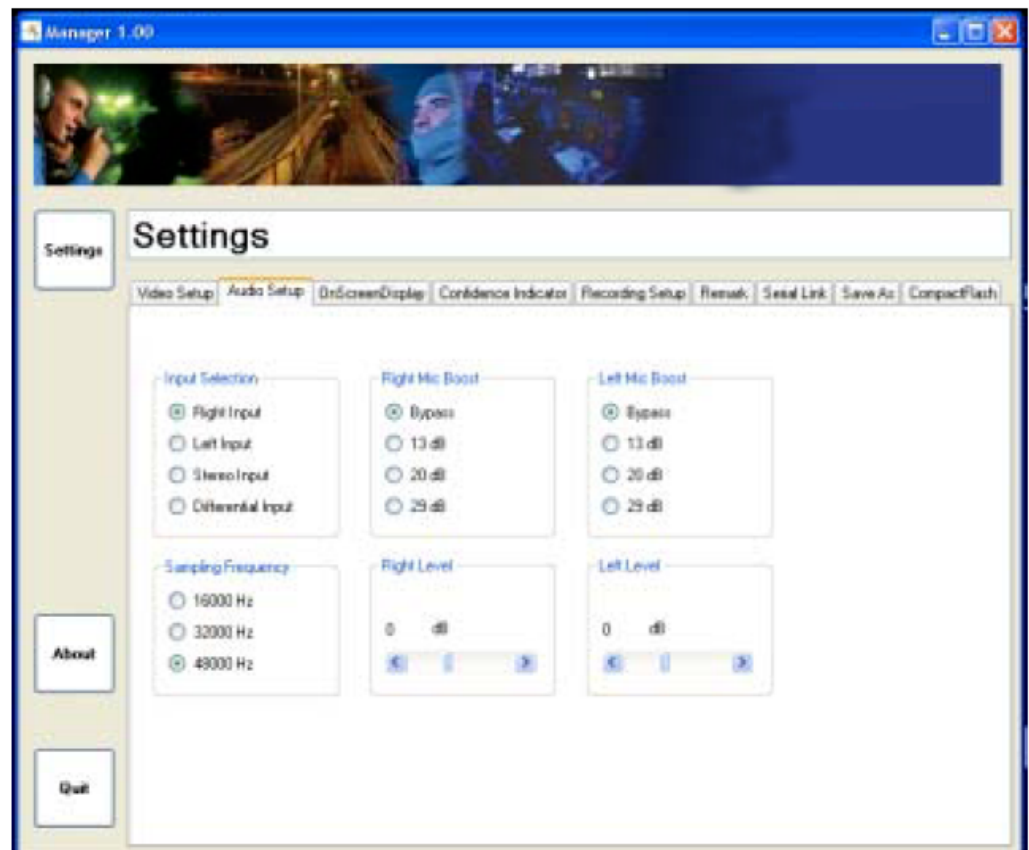 Manager 1.00
Settings
Settings
Video Setup Audio Setup OnScreenDisplay Confidence Indicator Recording Setup Remark Serial Link Save As CompactFlash
Input Selection
Right Input
Left Input
Stereo Input
Differential Input
Right Mic Boost
Bypass
13 dB
20 dB
29 dB
Left Mic Boost
Bypass
13 dB
20 dB
29 dB
Sampling Frequency
16000 Hz
32000 Hz
48000 Hz
Right Level
0 dB
Left Level
0 dB
About
Quit